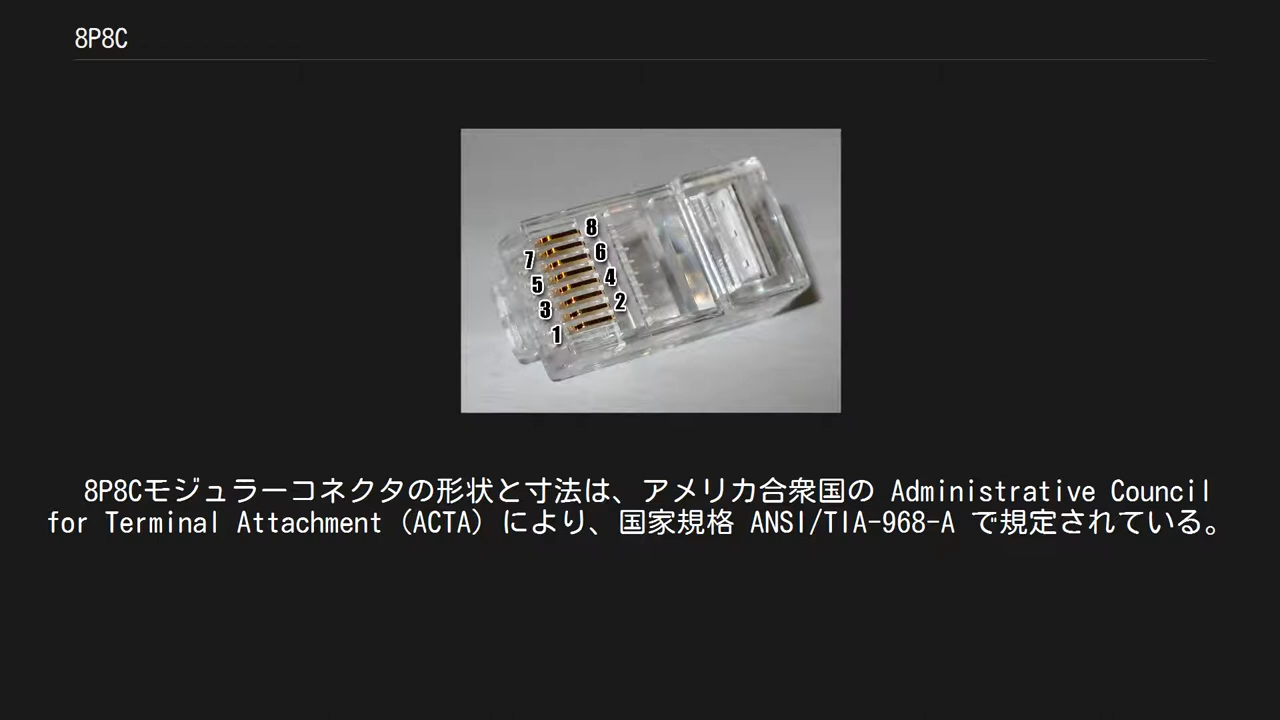 8P8C
8
7 6
5 4
3 2
1
8P8Cモジュラーコネクタの形状と寸法は、アメリカ合衆国の Administrative Council
for Terminal Attachment (ACTA) により、国家規格 ANSI/TIA-968-A で規定されている。